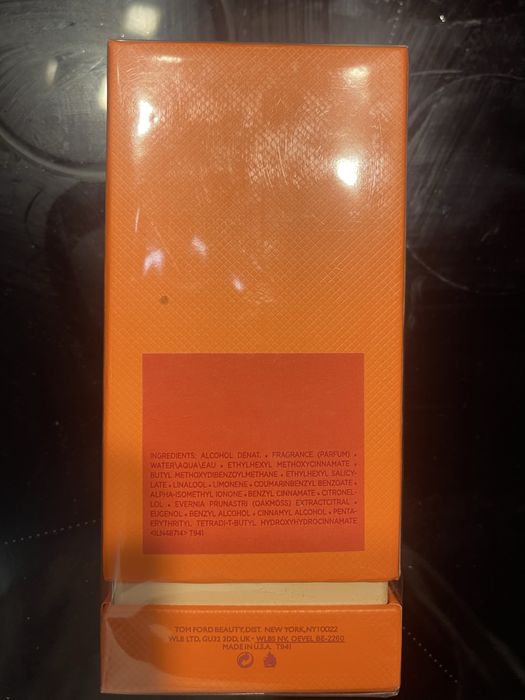 INGREDIENTS: ALCOHOL DENAT. • FRAGRANCE (PARFUM) •
WATER\AQUA\EAU • ETHYLHEXYL METHOXYCINNAMATE •
BUTYL METHOXYDIBENZOYLMETHANE • ETHYLHEXYL SALICY-
LATE • LINALOOL • LIMONENE • COUMARINBENZYL BENZOATE •
ALPHA-ISOMETHYL IONONE • BENZYL CINNAMATE • CITRONEL-
LOL • EVERNIA PRUNASTRI (OAKMOSS) EXTRACTCITRAL •
EUGENOL • BENZYL ALCOHOL • CINNAMYL ALCOHOL • PENTA-
ERYTHRITYL TETRADI-T-BUTYL HYDROXYHYDROCINNAMATE
<ILN48714> T941
TOM FORD BEAUTY, DIST. NEW YORK, NY 10022
WLB LTD, GU32 3DD, UK • WLBS NV, OEVEL BE-2260
MADE IN U.S.A. T941